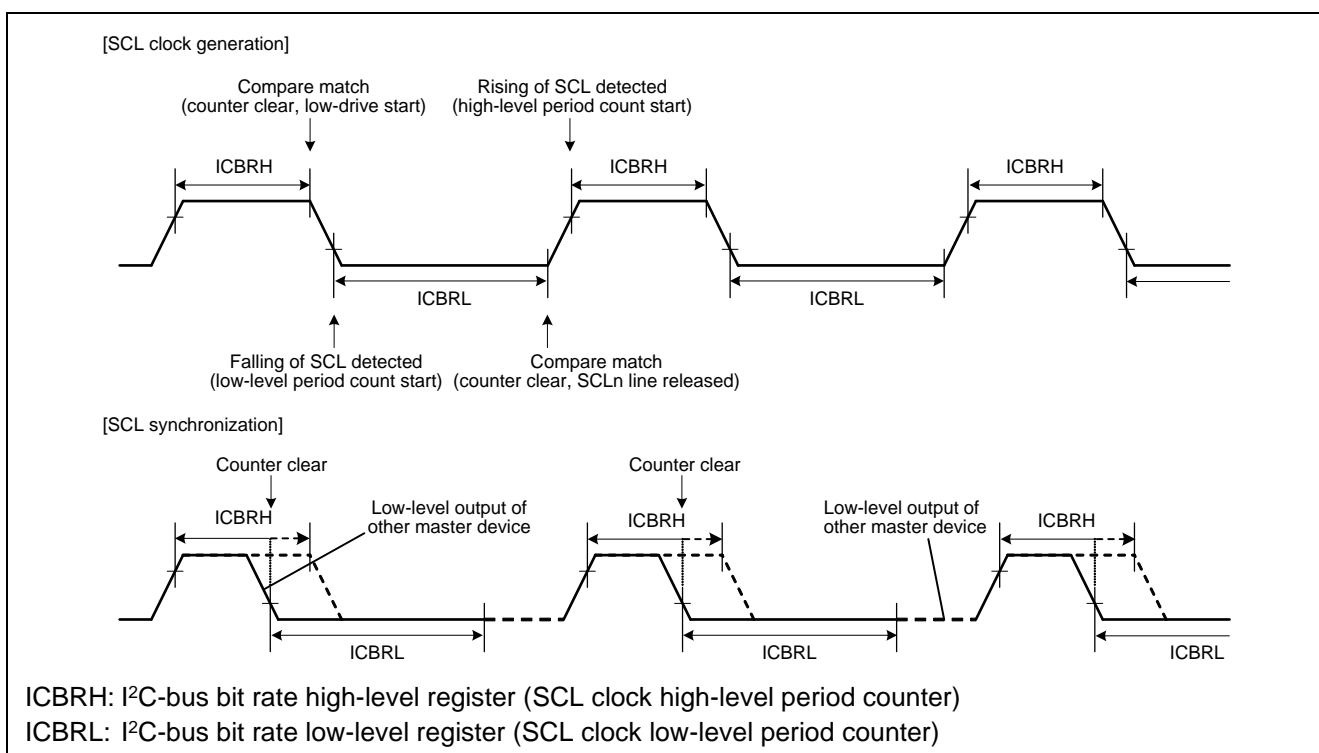 [SCL clock generation]
Compare match
(counter clear, low-drive start)
Rising of SCL detected
(high-level period count start)
ICBRH
ICBRH
ICBRH
ICBRL
ICBRL
Falling of SCL detected
(low-level period count start)
Compare match
(counter clear, SCLn line released)
[SCL synchronization]
Counter clear
Counter clear
ICBRH
Low-level output of
other master device
ICBRH
Low-level output of
other master device
ICBRH
ICBRL
ICBRL
ICBRL
ICBRH: I²C-bus bit rate high-level register (SCL clock high-level period counter)
ICBRL: I²C-bus bit rate low-level register (SCL clock low-level period counter)